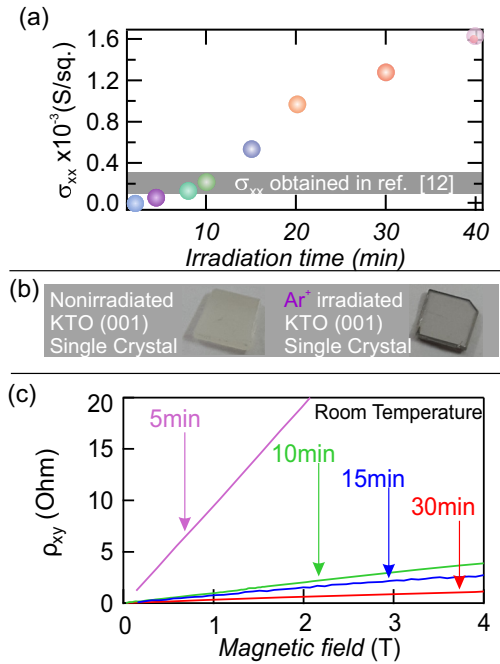 (a)
σxx x10-3(S/sq.)
1.6
1.2
0.8
0.4
0.0
σxx obtained in ref. [12]
10
20
30
40
Irradiation time (min)
(b)
Nonirradiated
KTO (001)
Single Crystal
Ar+ irradiated
KTO (001)
Single Crystal
(c)
ρxy (Ohm)
20
15
10
5
0
Room Temperature
5min
10min
15min
30min
0
1
2
3
4
Magnetic field (T)